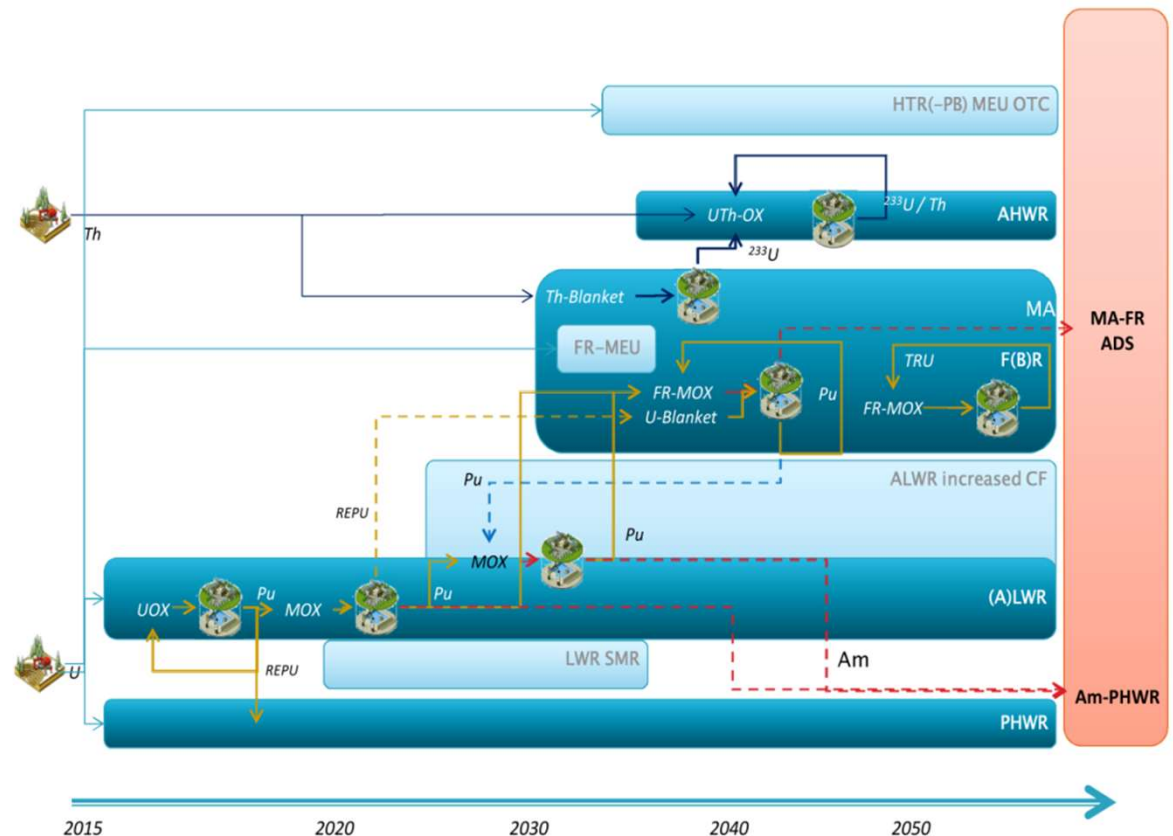 HTR(-PB) MEU OTC
UTh-OX
²³³U / Th
AHWR
Th
²³³U
Th-Blanket
MA
MA-FR
ADS
FR-MEU
TRU
F(B)R
FR-MOX
Pu
FR-MOX
U-Blanket
Pu
ALWR increased CF
REPU
Pu
MOX
UOX
Pu
MOX
Pu
(A)LWR
LWR SMR
Am
REPU
U
Am-PHWR
PHWR
2015
2020
2030
2040
2050